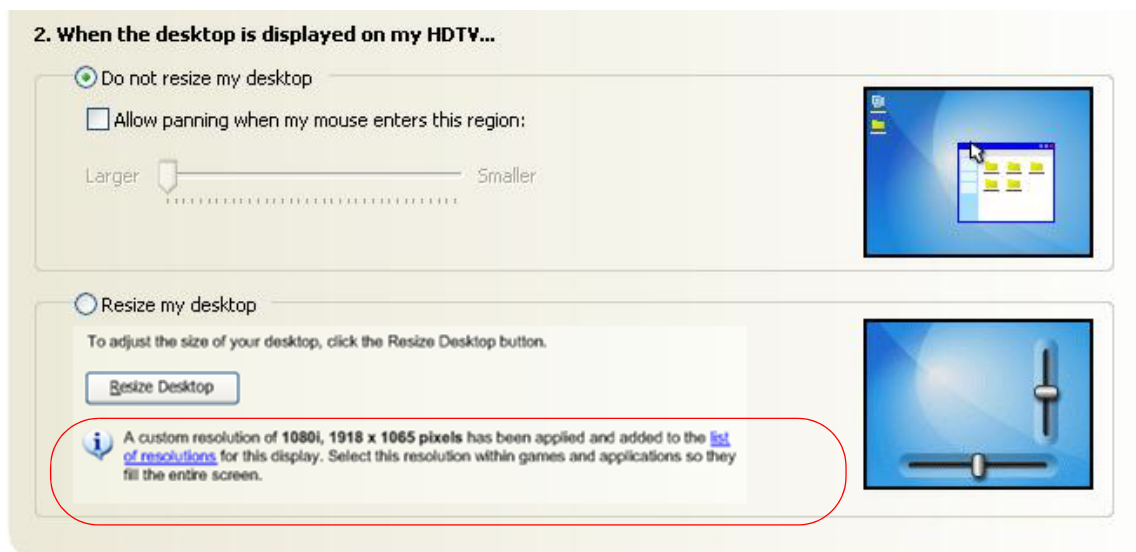 2. When the desktop is displayed on my HDTV...
Do not resize my desktop
Allow panning when my mouse enters this region:
Larger Smaller
Resize my desktop
To adjust the size of your desktop, click the Resize Desktop button.
Resize Desktop
A custom resolution of 1080i, 1918 x 1065 pixels has been applied and added to the list
of resolutions for this display. Select this resolution within games and applications so they
fill the entire screen.